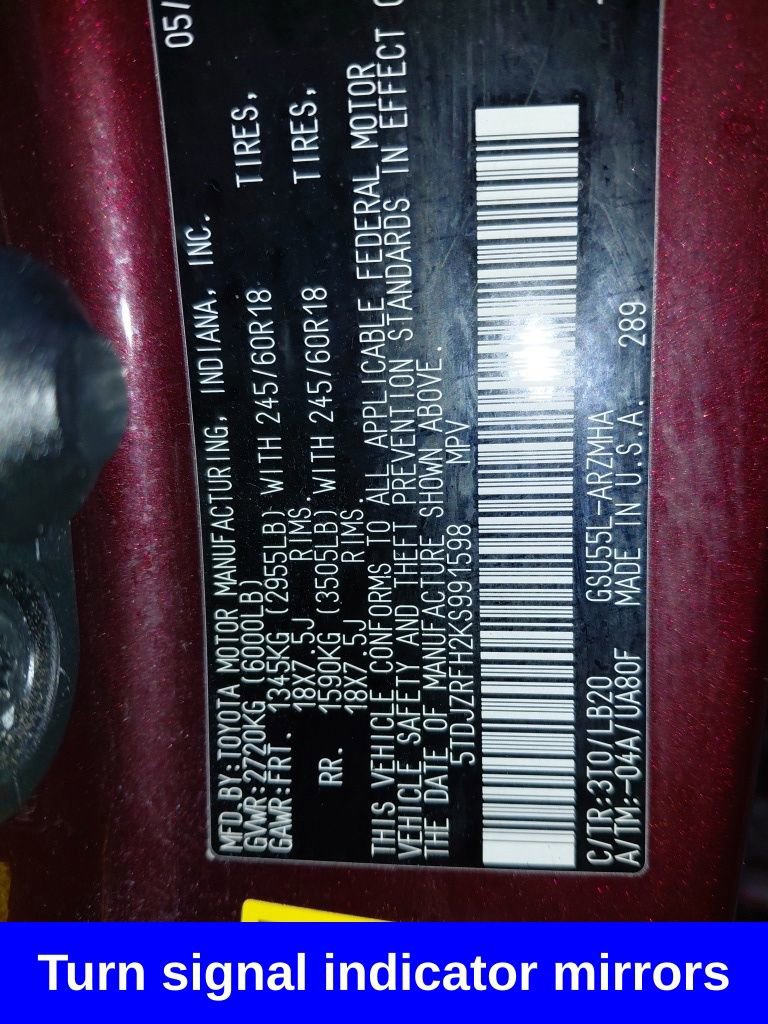 05/
MFD.BY:TOYOTA MOTOR MANUFACTURING, INDIANA, INC.
GVWR:2720KG (6000LB)
GAWR:FRT. 1345KG (2955LB) WITH 245/60R18 TIRES,
18X7.5J RIMS.
RR. 1590KG (3505LB) WITH 245/60R18 TIRES,
18X7.5J RIMS.
THIS VEHICLE CONFORMS TO ALL APPLICABLE FEDERAL MOTOR
VEHICLE SAFETY AND THEFT PREVENTION STANDARDS IN EFFECT
THE DATE OF MANUFACTURE SHOWN ABOVE.
5TDJZRFH2KS991598 MPV
C/TR:3T0/LB20 GSU55L-ARZMHA
A/TM:-04A/UA80F MADE IN U.S.A. 289
Turn signal indicator mirrors